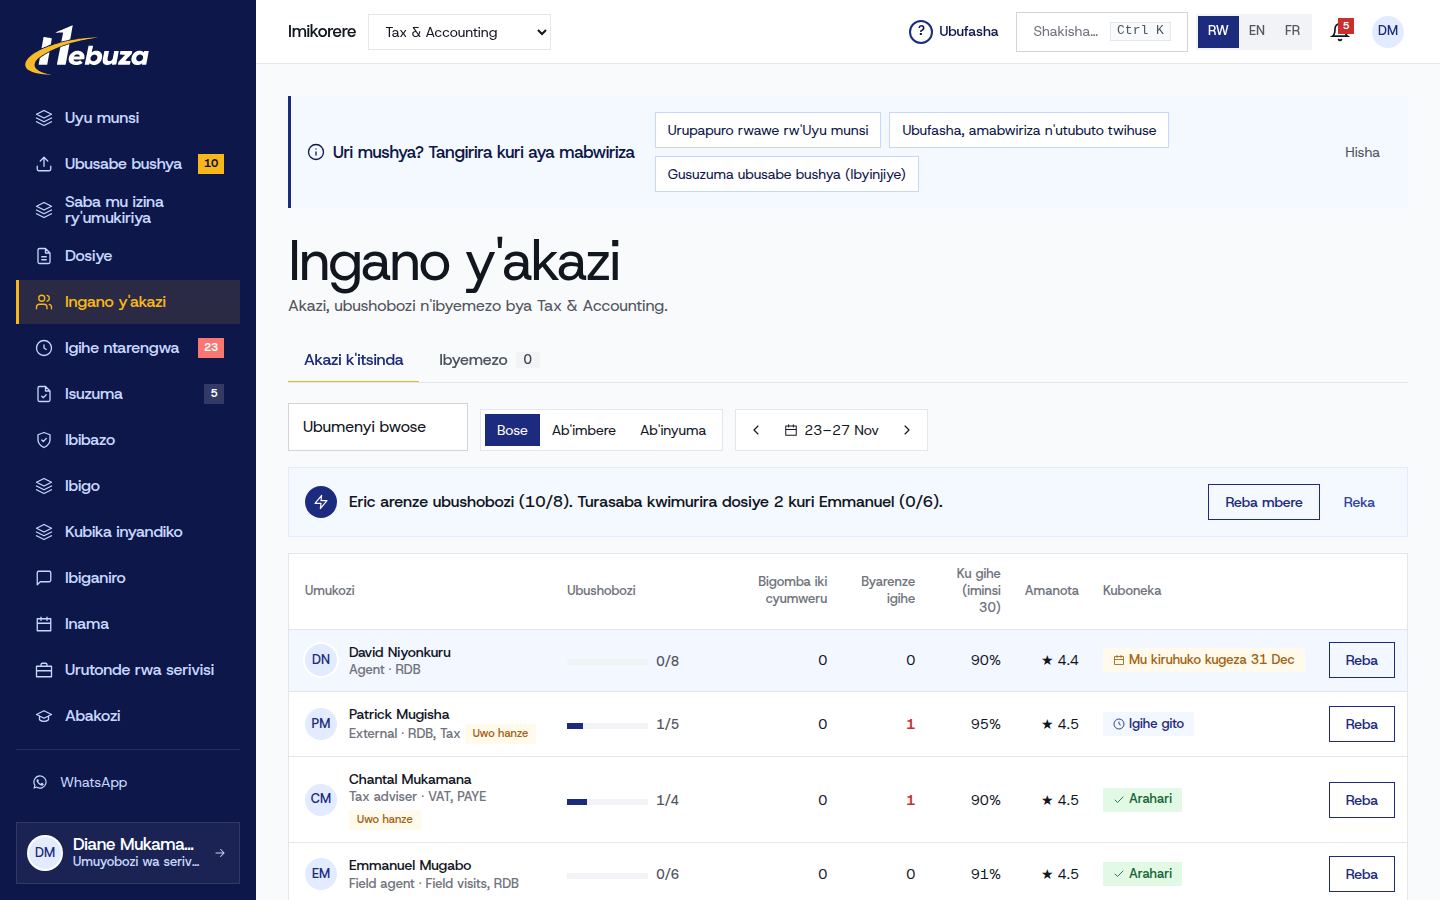 Hebuza
Imikorere
Tax & Accounting
? Ubufasha
Shakisha... Ctrl K
RW EN FR
5
DM
Uyu munsi
Ubusabe bushya 10
Saba mu izina
ry'umukiriya
Dosiye
Ingano y'akazi
Igihe ntarengwa 23
Isuzuma 5
Ibibazo
Ibigo
Kubika inyandiko
Ibiganiro
Inama
Urutonde rwa serivisi
Abakozi
WhatsApp
DM
Diane Mukama...
Umuyobozi wa seriv...
Uri mushya? Tangirira kuri aya mabwiriza
Urupapuro rwawe rw'Uyu munsi
Ubufasha, amabwiriza n'utubuto twihuse
Gusuzuma ubusabe bushya (Ibyinjiye)
Hisha
Ingano y'akazi
Akazi, ubushobozi n'ibyemezo bya Tax & Accounting.
Akazi k'itsinda
Ibyemezo 0
Ubumenyi bwose
Bose Ab'imbere Ab'inyuma
23–27 Nov
Eric arenze ubushobozi (10/8). Turasaba kwimurira dosiye 2 kuri Emmanuel (0/6).
Reba mbere
Reka
Umukozi
Ubushobozi
Bigomba iki
cyumweru
Byarenze
igihe
Ku gihe
(iminsi
30)
Amanota
Kuboneka
DN
David Niyonkuru
Agent · RDB
0/8 0 0 90% ★ 4.4 Mu kiruhuko kugeza 31 Dec Reba
PM
Patrick Mugisha
External · RDB, Tax Uwo hanze
1/5 0 1 95% ★ 4.5 Igihe gito Reba
CM
Chantal Mukamana
Tax adviser · VAT, PAYE
Uwo hanze
1/4 0 1 90% ★ 4.5 Arahari Reba
EM
Emmanuel Mugabo
Field agent · Field visits, RDB
0/6 0 0 91% ★ 4.5 Arahari Reba